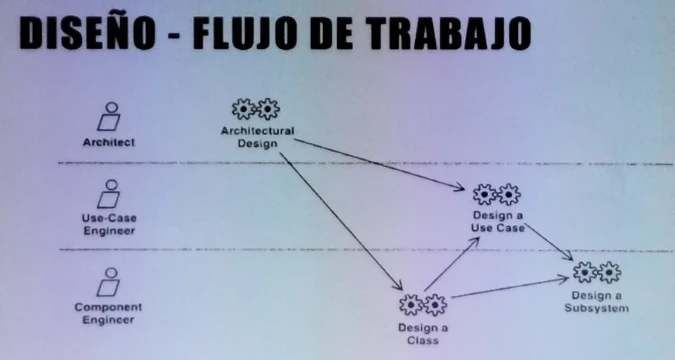 DISEÑO - FLUJO DE TRABAJO
Architect
Architectural
Design
Use-Case
Engineer
Design a
Use Case
Component
Engineer
Design a
Class
Design a
Subsystem